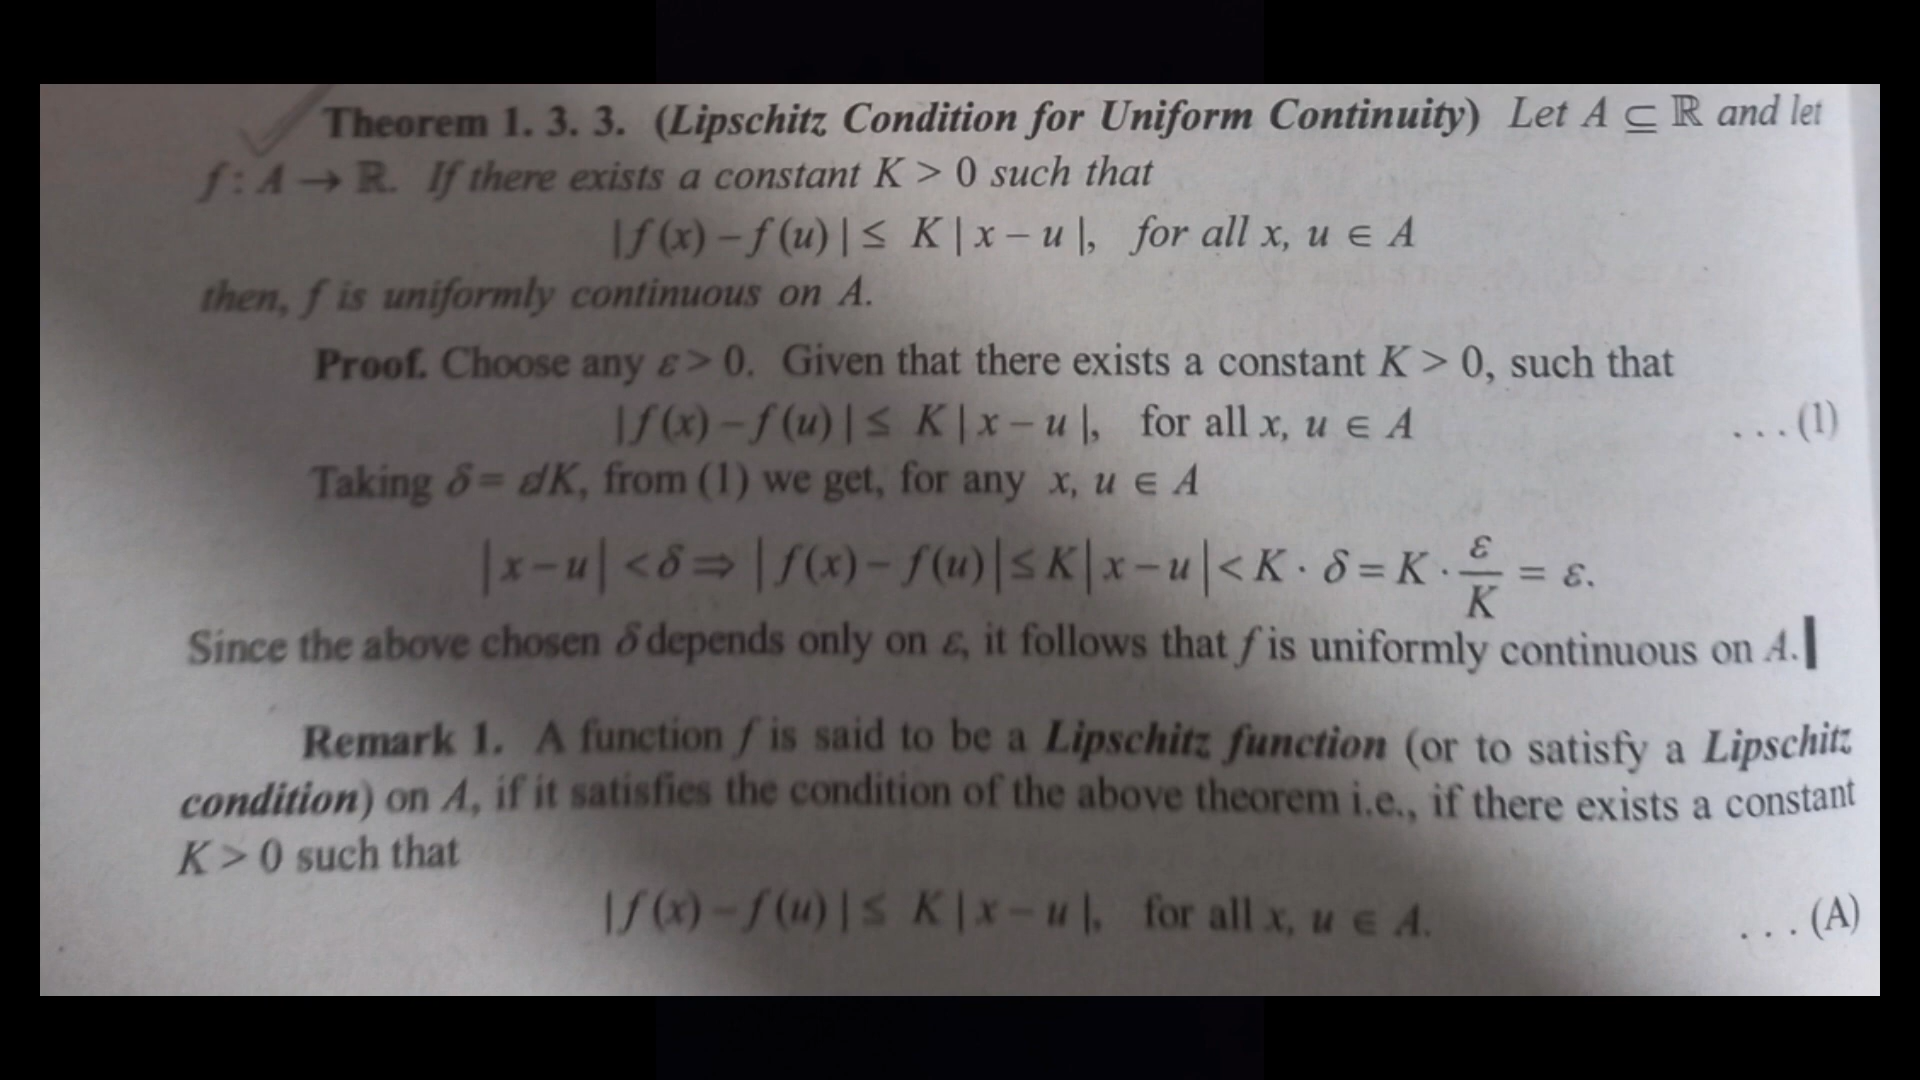 Theorem 1. 3. 3. (Lipschitz Condition for Uniform Continuity) Let A ⊆ ℝ and let
f : A → ℝ. If there exists a constant K > 0 such that
| f (x) – f (u) | ≤ K | x – u |, for all x, u ∈ A
then, f is uniformly continuous on A.
Proof. Choose any ε > 0. Given that there exists a constant K > 0, such that
| f (x) – f (u) | ≤ K | x – u |, for all x, u ∈ A . . . (1)
Taking δ = ε/K, from (1) we get, for any x, u ∈ A
| x – u | < δ ⇒ | f(x) – f(u) | ≤ K | x – u | < K · δ = K · ε/K = ε.
Since the above chosen δ depends only on ε, it follows that f is uniformly continuous on A.
Remark 1. A function f is said to be a Lipschitz function (or to satisfy a Lipschitz
condition) on A, if it satisfies the condition of the above theorem i.e., if there exists a constant
K > 0 such that
| f (x) – f (u) | ≤ K | x – u |, for all x, u ∈ A. . . . (A)